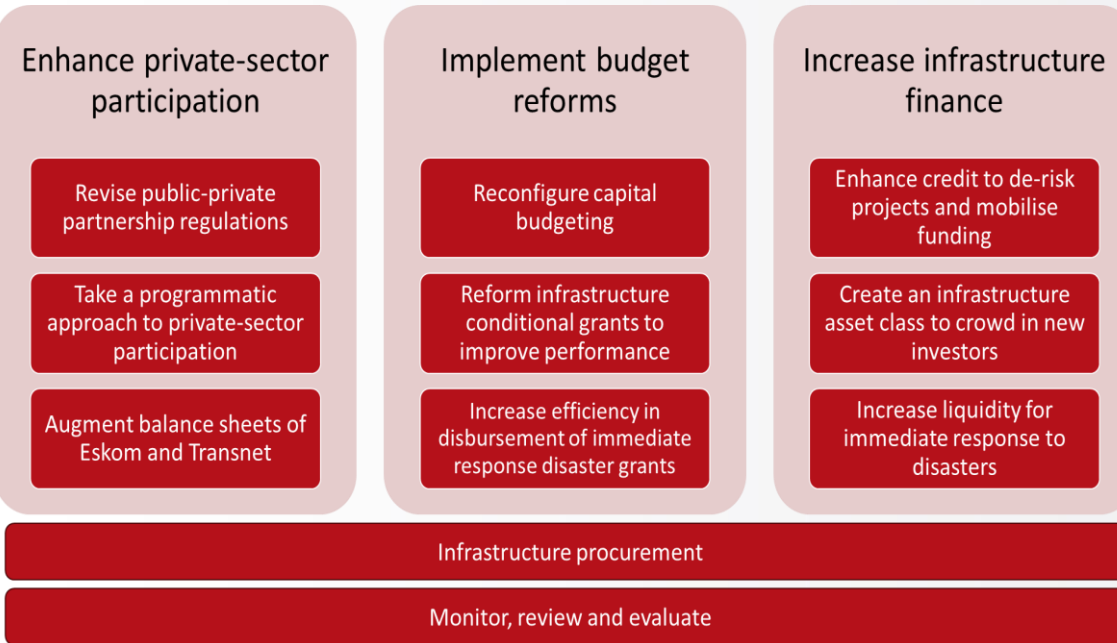 Enhance private-sector
participation
Revise public-private
partnership regulations
Take a programmatic
approach to private-sector
participation
Augment balance sheets of
Eskom and Transnet
Implement budget
reforms
Reconfigure capital
budgeting
Reform infrastructure
conditional grants to
improve performance
Increase efficiency in
disbursement of immediate
response disaster grants
Increase infrastructure
finance
Enhance credit to de-risk
projects and mobilise
funding
Create an infrastructure
asset class to crowd in new
investors
Increase liquidity for
immediate response to
disasters
Infrastructure procurement
Monitor, review and evaluate